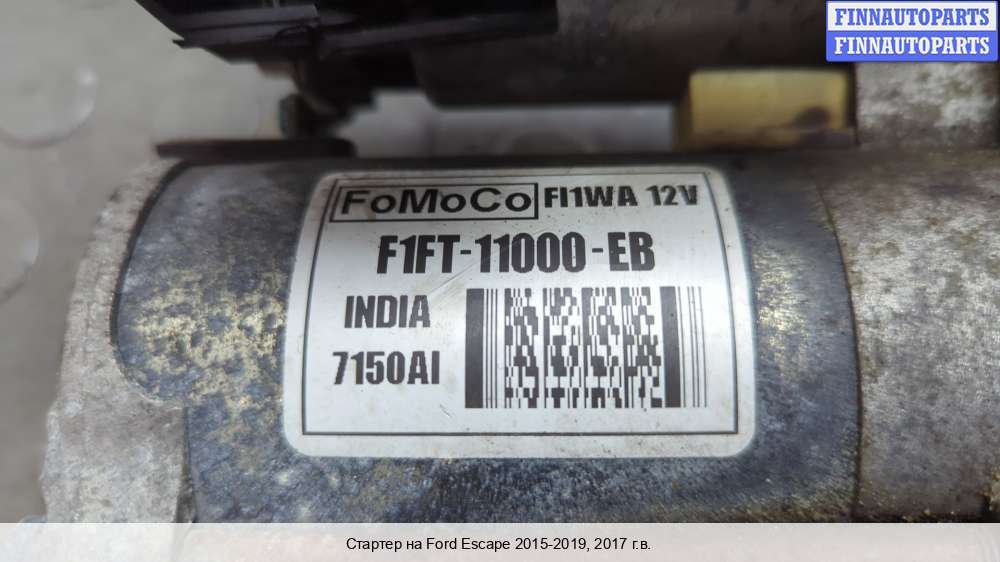 FINNAUTOPARTS
FINNAUTOPARTS
FoMoCo FI1WA 12V
F1FT-11000-EB
INDIA
7150AI
Стартер на Ford Escape 2015-2019, 2017 г.в.